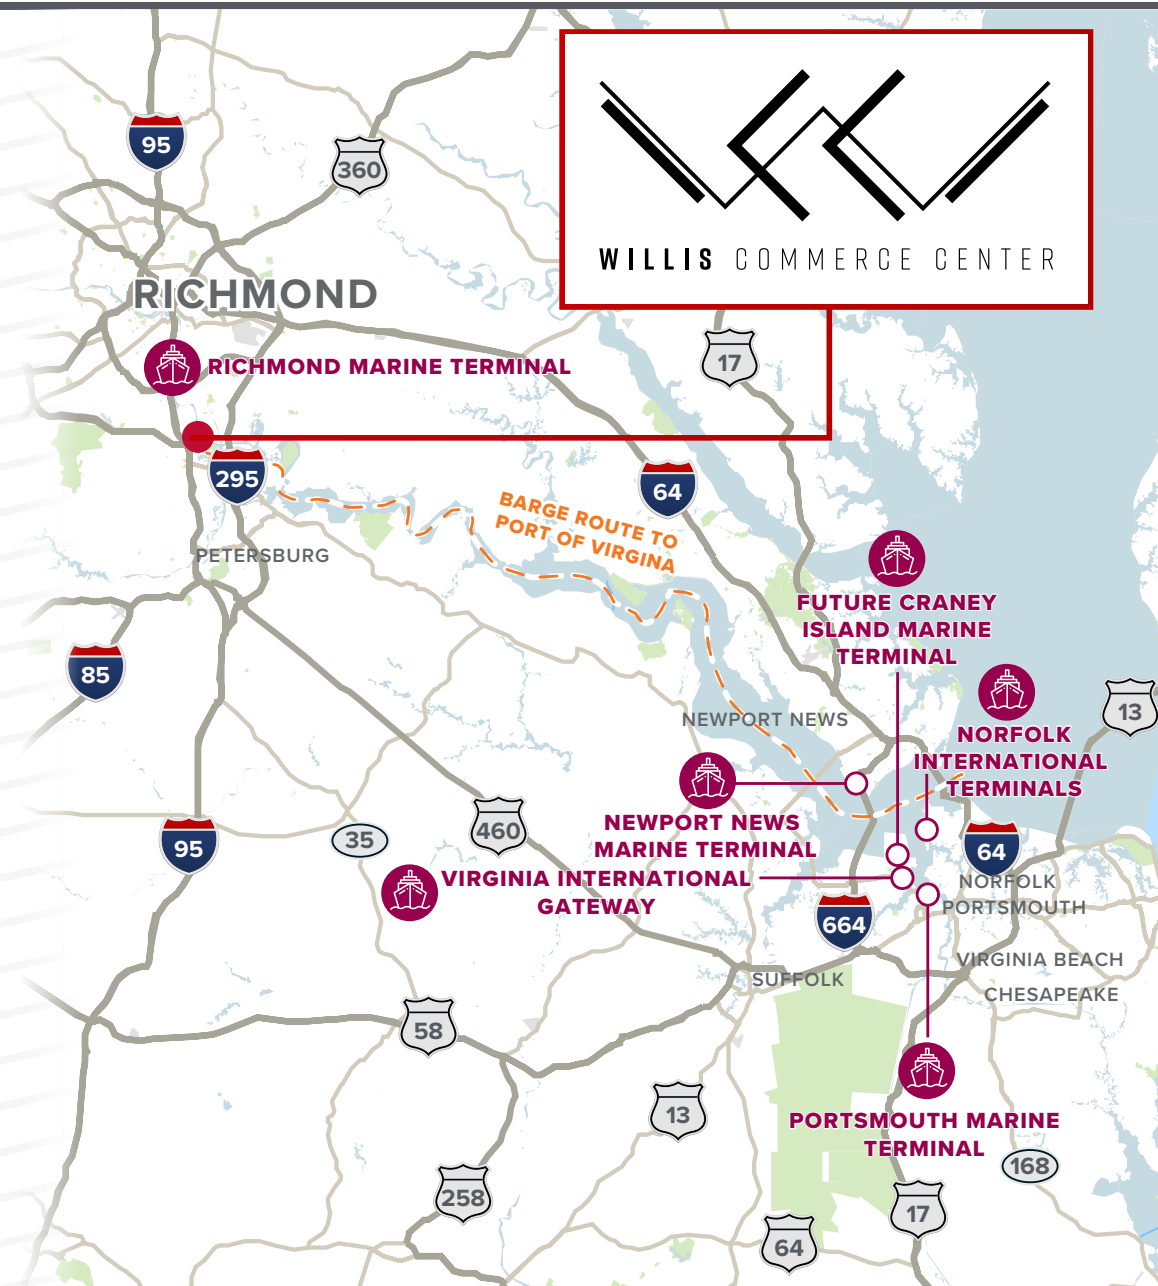 95
360
WILLIS COMMERCE CENTER
RICHMOND
17
RICHMOND MARINE TERMINAL
295
64
BARGE ROUTE TO
PORT OF VIRGINA
PETERSBURG
FUTURE CRANEY
ISLAND MARINE
TERMINAL
85
13
NEWPORT NEWS
NORFOLK
INTERNATIONAL
TERMINALS
NEWPORT NEWS
MARINE TERMINAL
95
35
460
64
VIRGINIA INTERNATIONAL
GATEWAY
NORFOLK
PORTSMOUTH
664
VIRGINIA BEACH
SUFFOLK
CHESAPEAKE
58
13
PORTSMOUTH MARINE
TERMINAL
168
258
17
64